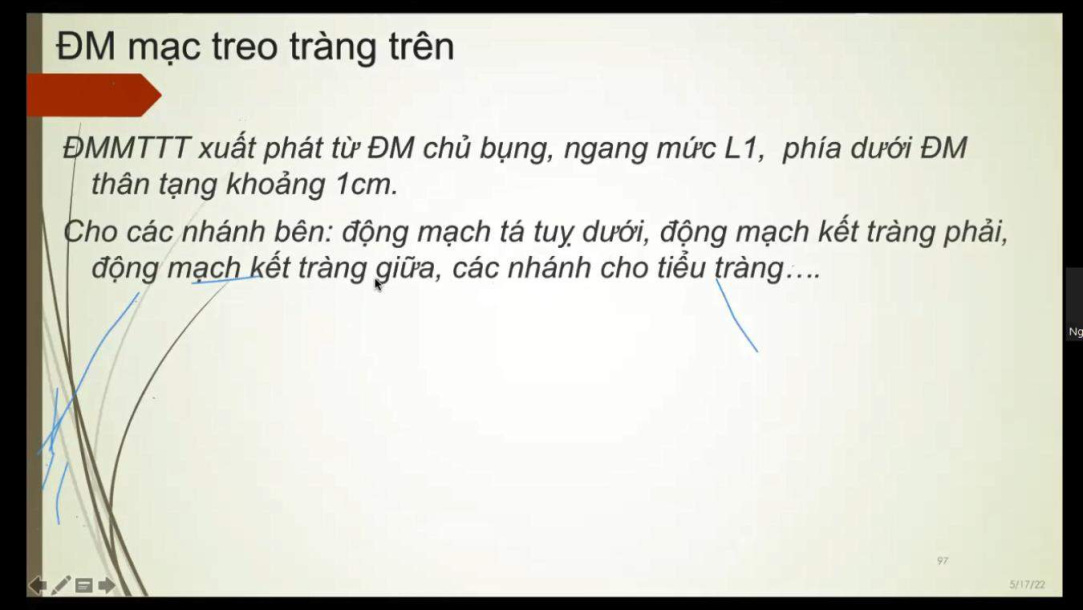 ĐM mạc treo tràng trên
ĐMMTTT xuất phát từ ĐM chủ bụng, ngang mức L1, phía dưới ĐM
thân tạng khoảng 1cm.
Cho các nhánh bên: động mạch tá tuỵ dưới, động mạch kết tràng phải,
động mạch kết tràng giữa, các nhánh cho tiểu tràng….
Ng
97
5/17/22